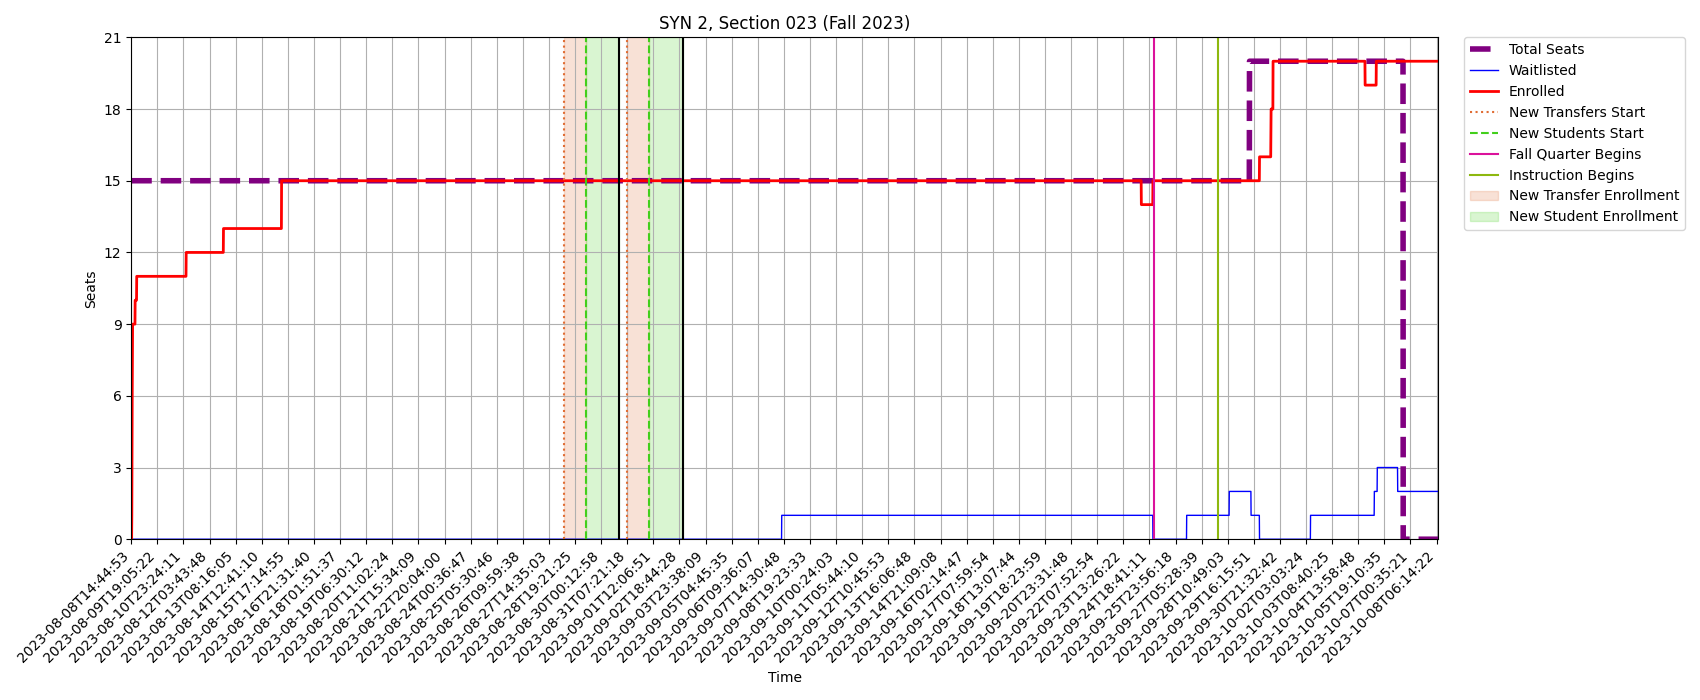 SYN 2, Section 023 (Fall 2023)
21
18
15
12
9
6
3
0
Seats
2023-08-08T14:44:53
2023-08-09T19:05:22
2023-08-10T23:24:11
2023-08-12T03:43:48
2023-08-13T08:16:05
2023-08-14T12:41:10
2023-08-15T17:14:55
2023-08-16T21:31:40
2023-08-18T01:51:37
2023-08-19T06:30:12
2023-08-20T11:02:24
2023-08-21T15:34:09
2023-08-22T20:04:00
2023-08-24T00:36:47
2023-08-25T05:30:46
2023-08-26T09:59:38
2023-08-27T14:35:03
2023-08-28T19:21:25
2023-08-30T00:12:58
2023-08-31T07:21:18
2023-09-01T12:06:51
2023-09-02T18:44:28
2023-09-03T23:38:09
2023-09-05T04:45:35
2023-09-06T09:36:07
2023-09-07T14:30:48
2023-09-08T19:23:33
2023-09-10T00:24:03
2023-09-11T05:44:10
2023-09-12T10:45:53
2023-09-13T16:06:48
2023-09-14T21:09:08
2023-09-16T02:14:47
2023-09-17T07:59:54
2023-09-18T13:07:44
2023-09-19T18:23:59
2023-09-20T23:31:48
2023-09-22T07:52:54
2023-09-23T13:26:22
2023-09-24T18:41:11
2023-09-25T23:56:18
2023-09-27T05:28:39
2023-09-28T10:49:03
2023-09-29T16:15:51
2023-09-30T21:32:42
2023-10-02T03:03:24
2023-10-03T08:40:25
2023-10-04T13:58:48
2023-10-05T19:10:35
2023-10-07T00:35:21
2023-10-08T06:14:22
Time
Total Seats
Waitlisted
Enrolled
New Transfers Start
New Students Start
Fall Quarter Begins
Instruction Begins
New Transfer Enrollment
New Student Enrollment